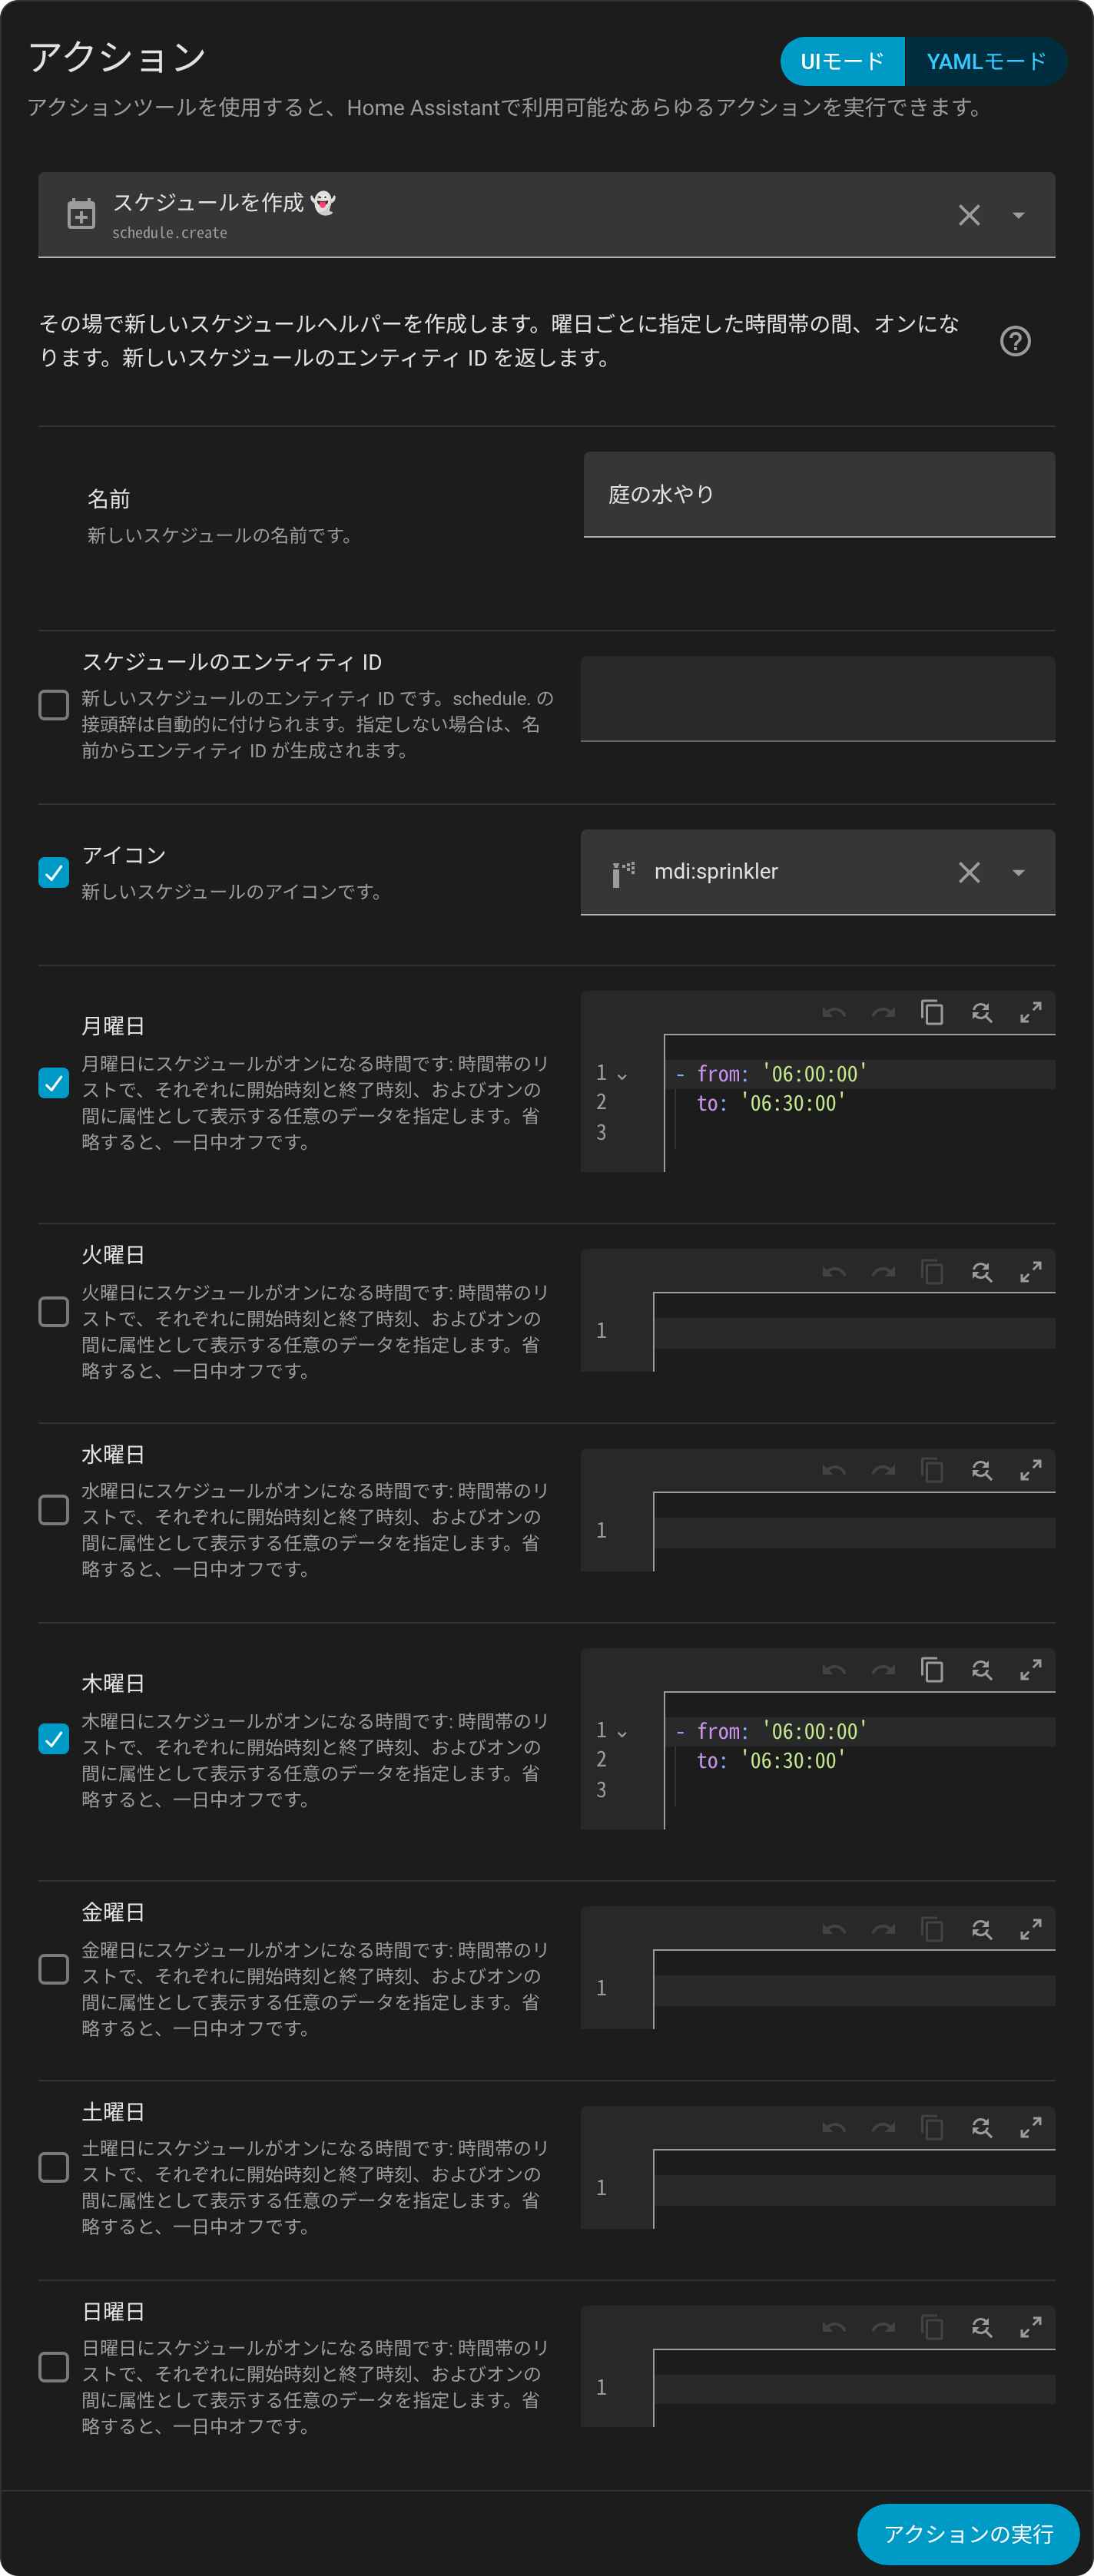 アクション
UIモード
YAMLモード
アクションツールを使用すると、Home Assistantで利用可能なあらゆるアクションを実行できます。
スケジュールを作成 👻
schedule.create
その場で新しいスケジュールヘルパーを作成します。曜日ごとに指定した時間帯の間、オンにな
ります。新しいスケジュールのエンティティ ID を返します。
名前
新しいスケジュールの名前です。
庭の水やり
スケジュールのエンティティ ID
新しいスケジュールのエンティティ ID です。schedule. の
接頭辞は自動的に付けられます。指定しない場合は、名
前からエンティティ ID が生成されます。
アイコン
新しいスケジュールのアイコンです。
mdi:sprinkler
月曜日
月曜日にスケジュールがオンになる時間です: 時間帯のリ
ストで、それぞれに開始時刻と終了時刻、およびオンの
間に属性として表示する任意のデータを指定します。省
略すると、一日中オフです。
1 - from: '06:00:00'
2 to: '06:30:00'
3
火曜日
火曜日にスケジュールがオンになる時間です: 時間帯のリ
ストで、それぞれに開始時刻と終了時刻、およびオンの
間に属性として表示する任意のデータを指定します。省
略すると、一日中オフです。
1
水曜日
水曜日にスケジュールがオンになる時間です: 時間帯のリ
ストで、それぞれに開始時刻と終了時刻、およびオンの
間に属性として表示する任意のデータを指定します。省
略すると、一日中オフです。
1
木曜日
木曜日にスケジュールがオンになる時間です: 時間帯のリ
ストで、それぞれに開始時刻と終了時刻、およびオンの
間に属性として表示する任意のデータを指定します。省
略すると、一日中オフです。
1 - from: '06:00:00'
2 to: '06:30:00'
3
金曜日
金曜日にスケジュールがオンになる時間です: 時間帯のリ
ストで、それぞれに開始時刻と終了時刻、およびオンの
間に属性として表示する任意のデータを指定します。省
略すると、一日中オフです。
1
土曜日
土曜日にスケジュールがオンになる時間です: 時間帯のリ
ストで、それぞれに開始時刻と終了時刻、およびオンの
間に属性として表示する任意のデータを指定します。省
略すると、一日中オフです。
1
日曜日
日曜日にスケジュールがオンになる時間です: 時間帯のリ
ストで、それぞれに開始時刻と終了時刻、およびオンの
間に属性として表示する任意のデータを指定します。省
略すると、一日中オフです。
1
アクションの実行